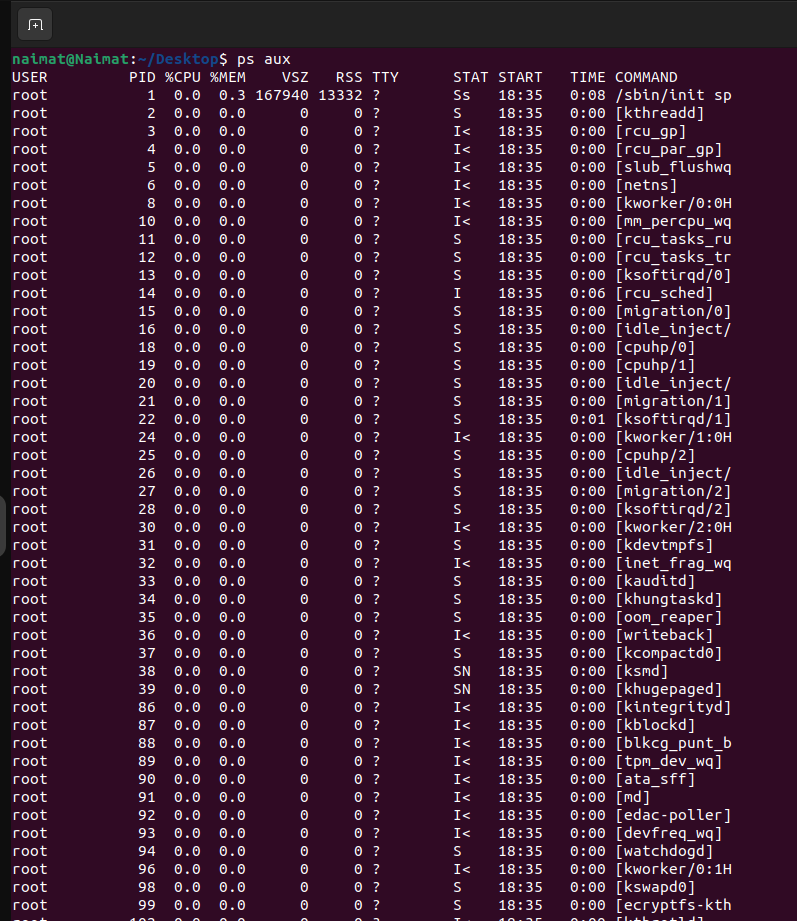 naimat@Naimat:~/Desktop$ ps aux
USER         PID %CPU %MEM    VSZ   RSS TTY      STAT START   TIME COMMAND
root           1  0.0  0.3 167940 13332 ?        Ss   18:35   0:08 /sbin/init sp
root           2  0.0  0.0      0     0 ?        S    18:35   0:00 [kthreadd]
root           3  0.0  0.0      0     0 ?        I<   18:35   0:00 [rcu_gp]
root           4  0.0  0.0      0     0 ?        I<   18:35   0:00 [rcu_par_gp]
root           5  0.0  0.0      0     0 ?        I<   18:35   0:00 [slub_flushwq
root           6  0.0  0.0      0     0 ?        I<   18:35   0:00 [netns]
root           8  0.0  0.0      0     0 ?        I<   18:35   0:00 [kworker/0:0H
root          10  0.0  0.0      0     0 ?        I<   18:35   0:00 [mm_percpu_wq
root          11  0.0  0.0      0     0 ?        S    18:35   0:00 [rcu_tasks_ru
root          12  0.0  0.0      0     0 ?        S    18:35   0:00 [rcu_tasks_tr
root          13  0.0  0.0      0     0 ?        S    18:35   0:00 [ksoftirqd/0]
root          14  0.0  0.0      0     0 ?        I    18:35   0:06 [rcu_sched]
root          15  0.0  0.0      0     0 ?        S    18:35   0:00 [migration/0]
root          16  0.0  0.0      0     0 ?        S    18:35   0:00 [idle_inject/
root          18  0.0  0.0      0     0 ?        S    18:35   0:00 [cpuhp/0]
root          19  0.0  0.0      0     0 ?        S    18:35   0:00 [cpuhp/1]
root          20  0.0  0.0      0     0 ?        S    18:35   0:00 [idle_inject/
root          21  0.0  0.0      0     0 ?        S    18:35   0:00 [migration/1]
root          22  0.0  0.0      0     0 ?        S    18:35   0:01 [ksoftirqd/1]
root          24  0.0  0.0      0     0 ?        I<   18:35   0:00 [kworker/1:0H
root          25  0.0  0.0      0     0 ?        S    18:35   0:00 [cpuhp/2]
root          26  0.0  0.0      0     0 ?        S    18:35   0:00 [idle_inject/
root          27  0.0  0.0      0     0 ?        S    18:35   0:00 [migration/2]
root          28  0.0  0.0      0     0 ?        S    18:35   0:00 [ksoftirqd/2]
root          30  0.0  0.0      0     0 ?        I<   18:35   0:00 [kworker/2:0H
root          31  0.0  0.0      0     0 ?        S    18:35   0:00 [kdevtmpfs]
root          32  0.0  0.0      0     0 ?        I<   18:35   0:00 [inet_frag_wq
root          33  0.0  0.0      0     0 ?        S    18:35   0:00 [kauditd]
root          34  0.0  0.0      0     0 ?        S    18:35   0:00 [khungtaskd]
root          35  0.0  0.0      0     0 ?        S    18:35   0:00 [oom_reaper]
root          36  0.0  0.0      0     0 ?        I<   18:35   0:00 [writeback]
root          37  0.0  0.0      0     0 ?        S    18:35   0:00 [kcompactd0]
root          38  0.0  0.0      0     0 ?        SN   18:35   0:00 [ksmd]
root          39  0.0  0.0      0     0 ?        SN   18:35   0:00 [khugepaged]
root          86  0.0  0.0      0     0 ?        I<   18:35   0:00 [kintegrityd]
root          87  0.0  0.0      0     0 ?        I<   18:35   0:00 [kblockd]
root          88  0.0  0.0      0     0 ?        I<   18:35   0:00 [blkcg_punt_b
root          89  0.0  0.0      0     0 ?        I<   18:35   0:00 [tpm_dev_wq]
root          90  0.0  0.0      0     0 ?        I<   18:35   0:00 [ata_sff]
root          91  0.0  0.0      0     0 ?        I<   18:35   0:00 [md]
root          92  0.0  0.0      0     0 ?        I<   18:35   0:00 [edac-poller]
root          93  0.0  0.0      0     0 ?        I<   18:35   0:00 [devfreq_wq]
root          94  0.0  0.0      0     0 ?        S    18:35   0:00 [watchdogd]
root          96  0.0  0.0      0     0 ?        I<   18:35   0:00 [kworker/0:1H
root          98  0.0  0.0      0     0 ?        S    18:35   0:00 [kswapd0]
root          99  0.0  0.0      0     0 ?        S    18:35   0:00 [ecryptfs-kth